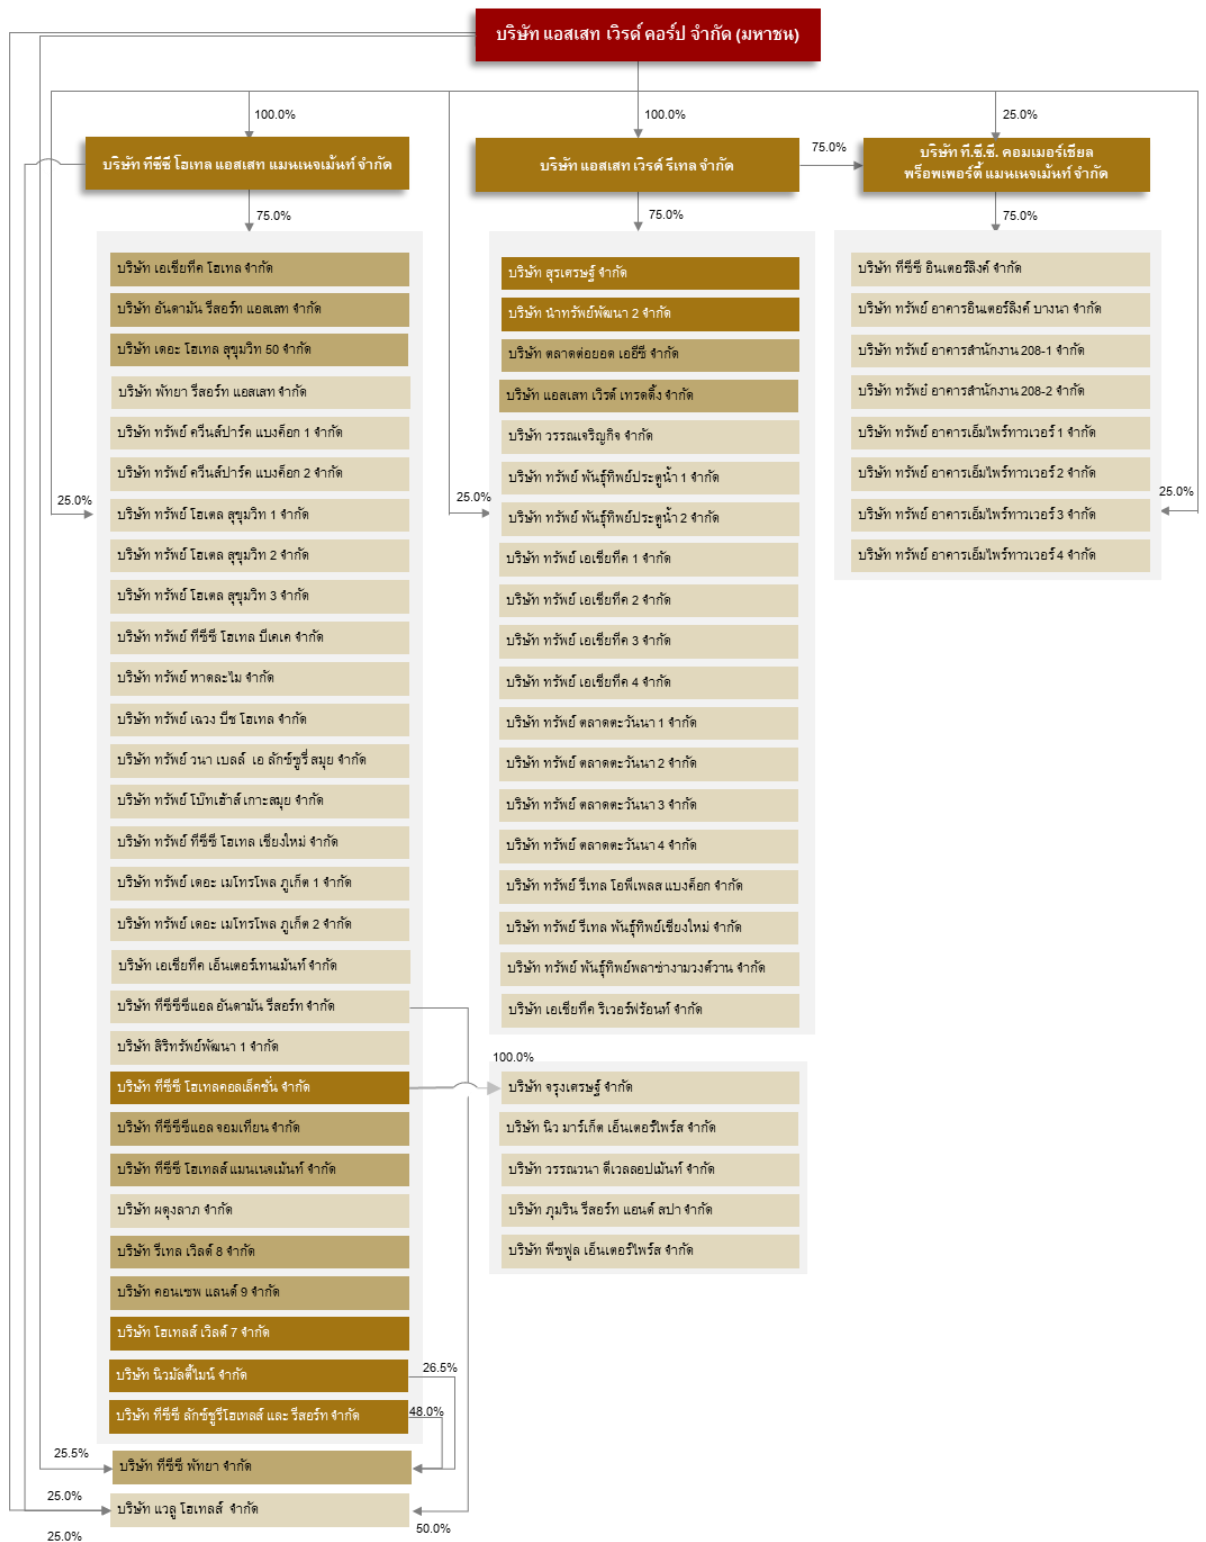 บริษัท แอสเสท เวิรด์ คอร์ป จำกัด (มหาชน)
100.0%
100.0%
25.0%
บริษัท ทีซีซี โฮเทล แอสเสท แมนเนจเม้นท์ จำกัด
บริษัท แอสเสท เวิรด์ รีเทล จำกัด
75.0%
บริษัท ที.ซี.ซี. คอมเมอร์เชียล
พร็อพเพอร์ตี้ แมนเนจเม้นท์ จำกัด
75.0%
75.0%
75.0%
บริษัท เอเชียทีค โฮเทล จำกัด
บริษัท อันดามัน รีสอร์ท แอสเสท จำกัด
บริษัท เดอะ โฮเทล สุขุมวิท 50 จำกัด
บริษัท พัทยา รีสอร์ท แอสเสท จำกัด
บริษัท ทรัพย์ ควีนส์ปาร์ค แบงค็อก 1 จำกัด
บริษัท ทรัพย์ ควีนส์ปาร์ค แบงค็อก 2 จำกัด
25.0%
บริษัท ทรัพย์ โฮเตล สุขุมวิท 1 จำกัด
บริษัท ทรัพย์ โฮเตล สุขุมวิท 2 จำกัด
บริษัท ทรัพย์ โฮเตล สุขุมวิท 3 จำกัด
บริษัท ทรัพย์ ทีซีซี โฮเทล บีเคเค จำกัด
บริษัท ทรัพย์ หาดละไม จำกัด
บริษัท ทรัพย์ เฉวง บีช โฮเทล จำกัด
บริษัท ทรัพย์ วนา เบลล์ เอ ลักซ์ชูรี่ สมุย จำกัด
บริษัท ทรัพย์ โบ๊ทเฮ้าส์ เกาะสมุย จำกัด
บริษัท ทรัพย์ ทีซีซี โฮเทล เชียงใหม่ จำกัด
บริษัท ทรัพย์ เดอะ เมโทรโพล ภูเก็ต 1 จำกัด
บริษัท ทรัพย์ เดอะ เมโทรโพล ภูเก็ต 2 จำกัด
บริษัท เอเชียทีค เอ็นเตอร์เทนเม้นท์ จำกัด
บริษัท ทีซีซีซีแอล อันดามัน รีสอร์ท จำกัด
บริษัท สิริทรัพย์พัฒนา 1 จำกัด
บริษัท ทีซีซี โฮเทลคอลเล็คชั่น จำกัด
บริษัท ทีซีซีซีแอล จอมเทียน จำกัด
บริษัท ทีซีซี โฮเทลส์ แมนเนจเม้นท์ จำกัด
บริษัท ผดุงลาภ จำกัด
บริษัท รีเทล เวิลด์ 8 จำกัด
บริษัท คอนเซพ แลนด์ 9 จำกัด
บริษัท โฮเทลส์ เวิลด์ 7 จำกัด
บริษัท นิวมัลติ้ไมน์ จำกัด
26.5%
บริษัท ทีซีซี ลักซ์ชูรีโฮเทลส์ และ รีสอร์ท จำกัด
48.0%
25.5%
บริษัท ทีซีซี พัทยา จำกัด
25.0%
บริษัท แวลู โฮเทลส์ จำกัด
25.0%
50.0%
บริษัท สุรเศรษฐ์ จำกัด
บริษัท นำทรัพย์พัฒนา 2 จำกัด
บริษัท ตลาดต่อยอด เออีซี จำกัด
บริษัท แอสเสท เวิรด์ เทรดดิ้ง จำกัด
บริษัท วรรณเจริญกิจ จำกัด
บริษัท ทรัพย์ พันธุ์ทิพย์ประตูน้ำ 1 จำกัด
25.0%
บริษัท ทรัพย์ พันธุ์ทิพย์ประตูน้ำ 2 จำกัด
บริษัท ทรัพย์ เอเชียทีค 1 จำกัด
บริษัท ทรัพย์ เอเชียทีค 2 จำกัด
บริษัท ทรัพย์ เอเชียทีค 3 จำกัด
บริษัท ทรัพย์ เอเชียทีค 4 จำกัด
บริษัท ทรัพย์ ตลาดตะวันนา 1 จำกัด
บริษัท ทรัพย์ ตลาดตะวันนา 2 จำกัด
บริษัท ทรัพย์ ตลาดตะวันนา 3 จำกัด
บริษัท ทรัพย์ ตลาดตะวันนา 4 จำกัด
บริษัท ทรัพย์ รีเทล โอพีเพลส แบงค็อก จำกัด
บริษัท ทรัพย์ รีเทล พันธุ์ทิพย์เชียงใหม่ จำกัด
บริษัท ทรัพย์ พันธุ์ทิพย์พลาซ่างามวงศ์วาน จำกัด
บริษัท เอเชียทีค ริเวอร์ฟร้อนท์ จำกัด
100.0%
บริษัท จรุงเศรษฐ์ จำกัด
บริษัท นิว มาร์เก็ต เอ็นเตอร์ไพร์ส จำกัด
บริษัท วรรณวนา ดีเวลลอปเม้นท์ จำกัด
บริษัท ภุมริน รีสอร์ท แอนด์ สปา จำกัด
บริษัท พีซฟูล เอ็นเตอร์ไพร์ส จำกัด
บริษัท ทีซีซี อินเตอร์ลิงค์ จำกัด
บริษัท ทรัพย์ อาคารอินเตอร์ลิงค์ บางนา จำกัด
บริษัท ทรัพย์ อาคารสำนักงาน 208-1 จำกัด
บริษัท ทรัพย์ อาคารสำนักงาน 208-2 จำกัด
บริษัท ทรัพย์ อาคารเอ็มไพร์ทาวเวอร์ 1 จำกัด
บริษัท ทรัพย์ อาคารเอ็มไพร์ทาวเวอร์ 2 จำกัด
25.0%
บริษัท ทรัพย์ อาคารเอ็มไพร์ทาวเวอร์ 3 จำกัด
บริษัท ทรัพย์ อาคารเอ็มไพร์ทาวเวอร์ 4 จำกัด